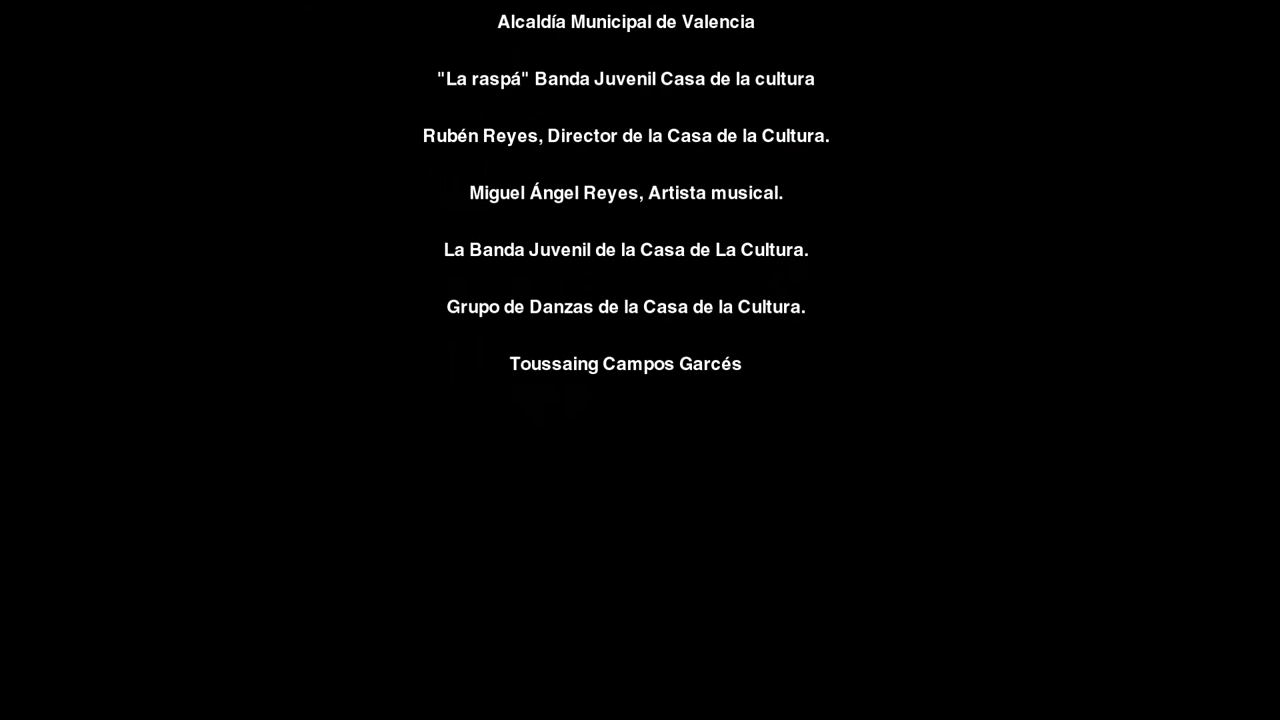 Alcaldía Municipal de Valencia
"La raspá" Banda Juvenil Casa de la cultura
Rubén Reyes, Director de la Casa de la Cultura.
Miguel Ángel Reyes, Artista musical.
La Banda Juvenil de la Casa de La Cultura.
Grupo de Danzas de la Casa de la Cultura.
Toussaing Campos Garcés